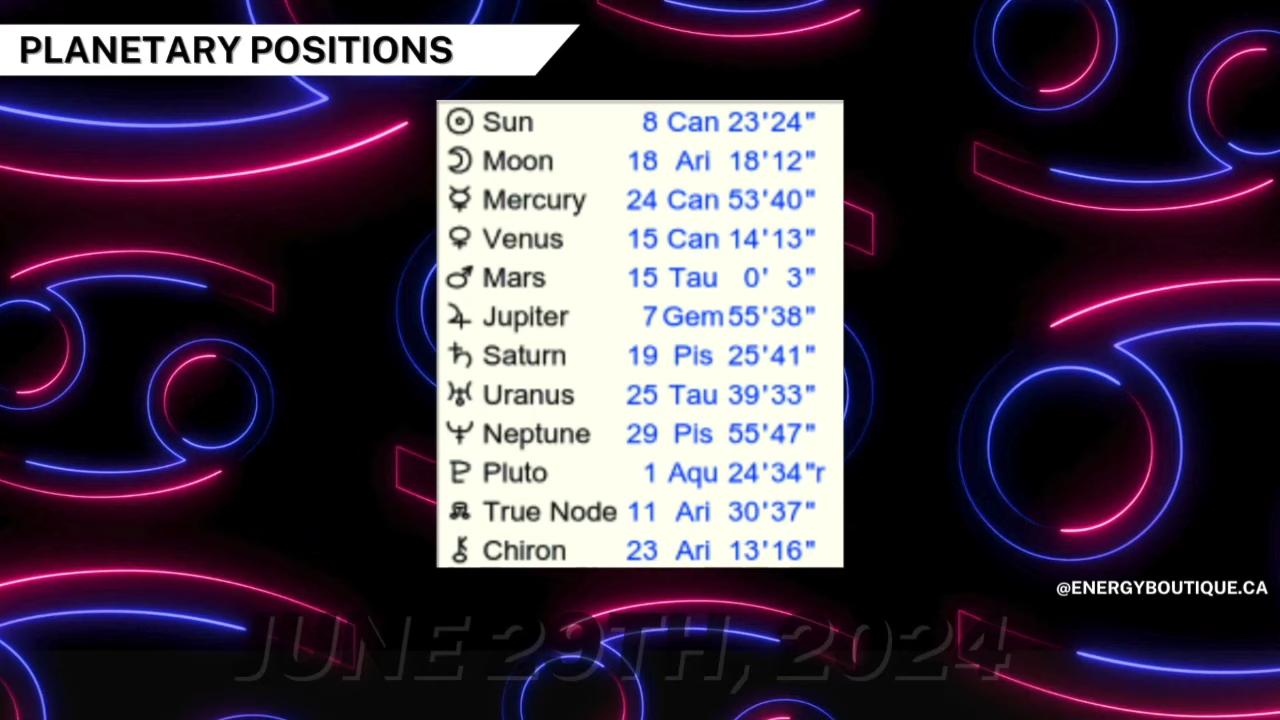 PLANETARY POSITIONS
☉ Sun 8 Can 23'24"
☽ Moon 18 Ari 18'12"
☿ Mercury 24 Can 53'40"
♀ Venus 15 Can 14'13"
♂ Mars 15 Tau 0' 3"
♃ Jupiter 7 Gem 55'38"
♄ Saturn 19 Pis 25'41"
♅ Uranus 25 Tau 39'33"
♆ Neptune 29 Pis 55'47"
♇ Pluto 1 Aqu 24'34"r
☊ True Node 11 Ari 30'37"
⚷ Chiron 23 Ari 13'16"
@ENERGYBOUTIQUE.CA
JUNE 29TH, 2024